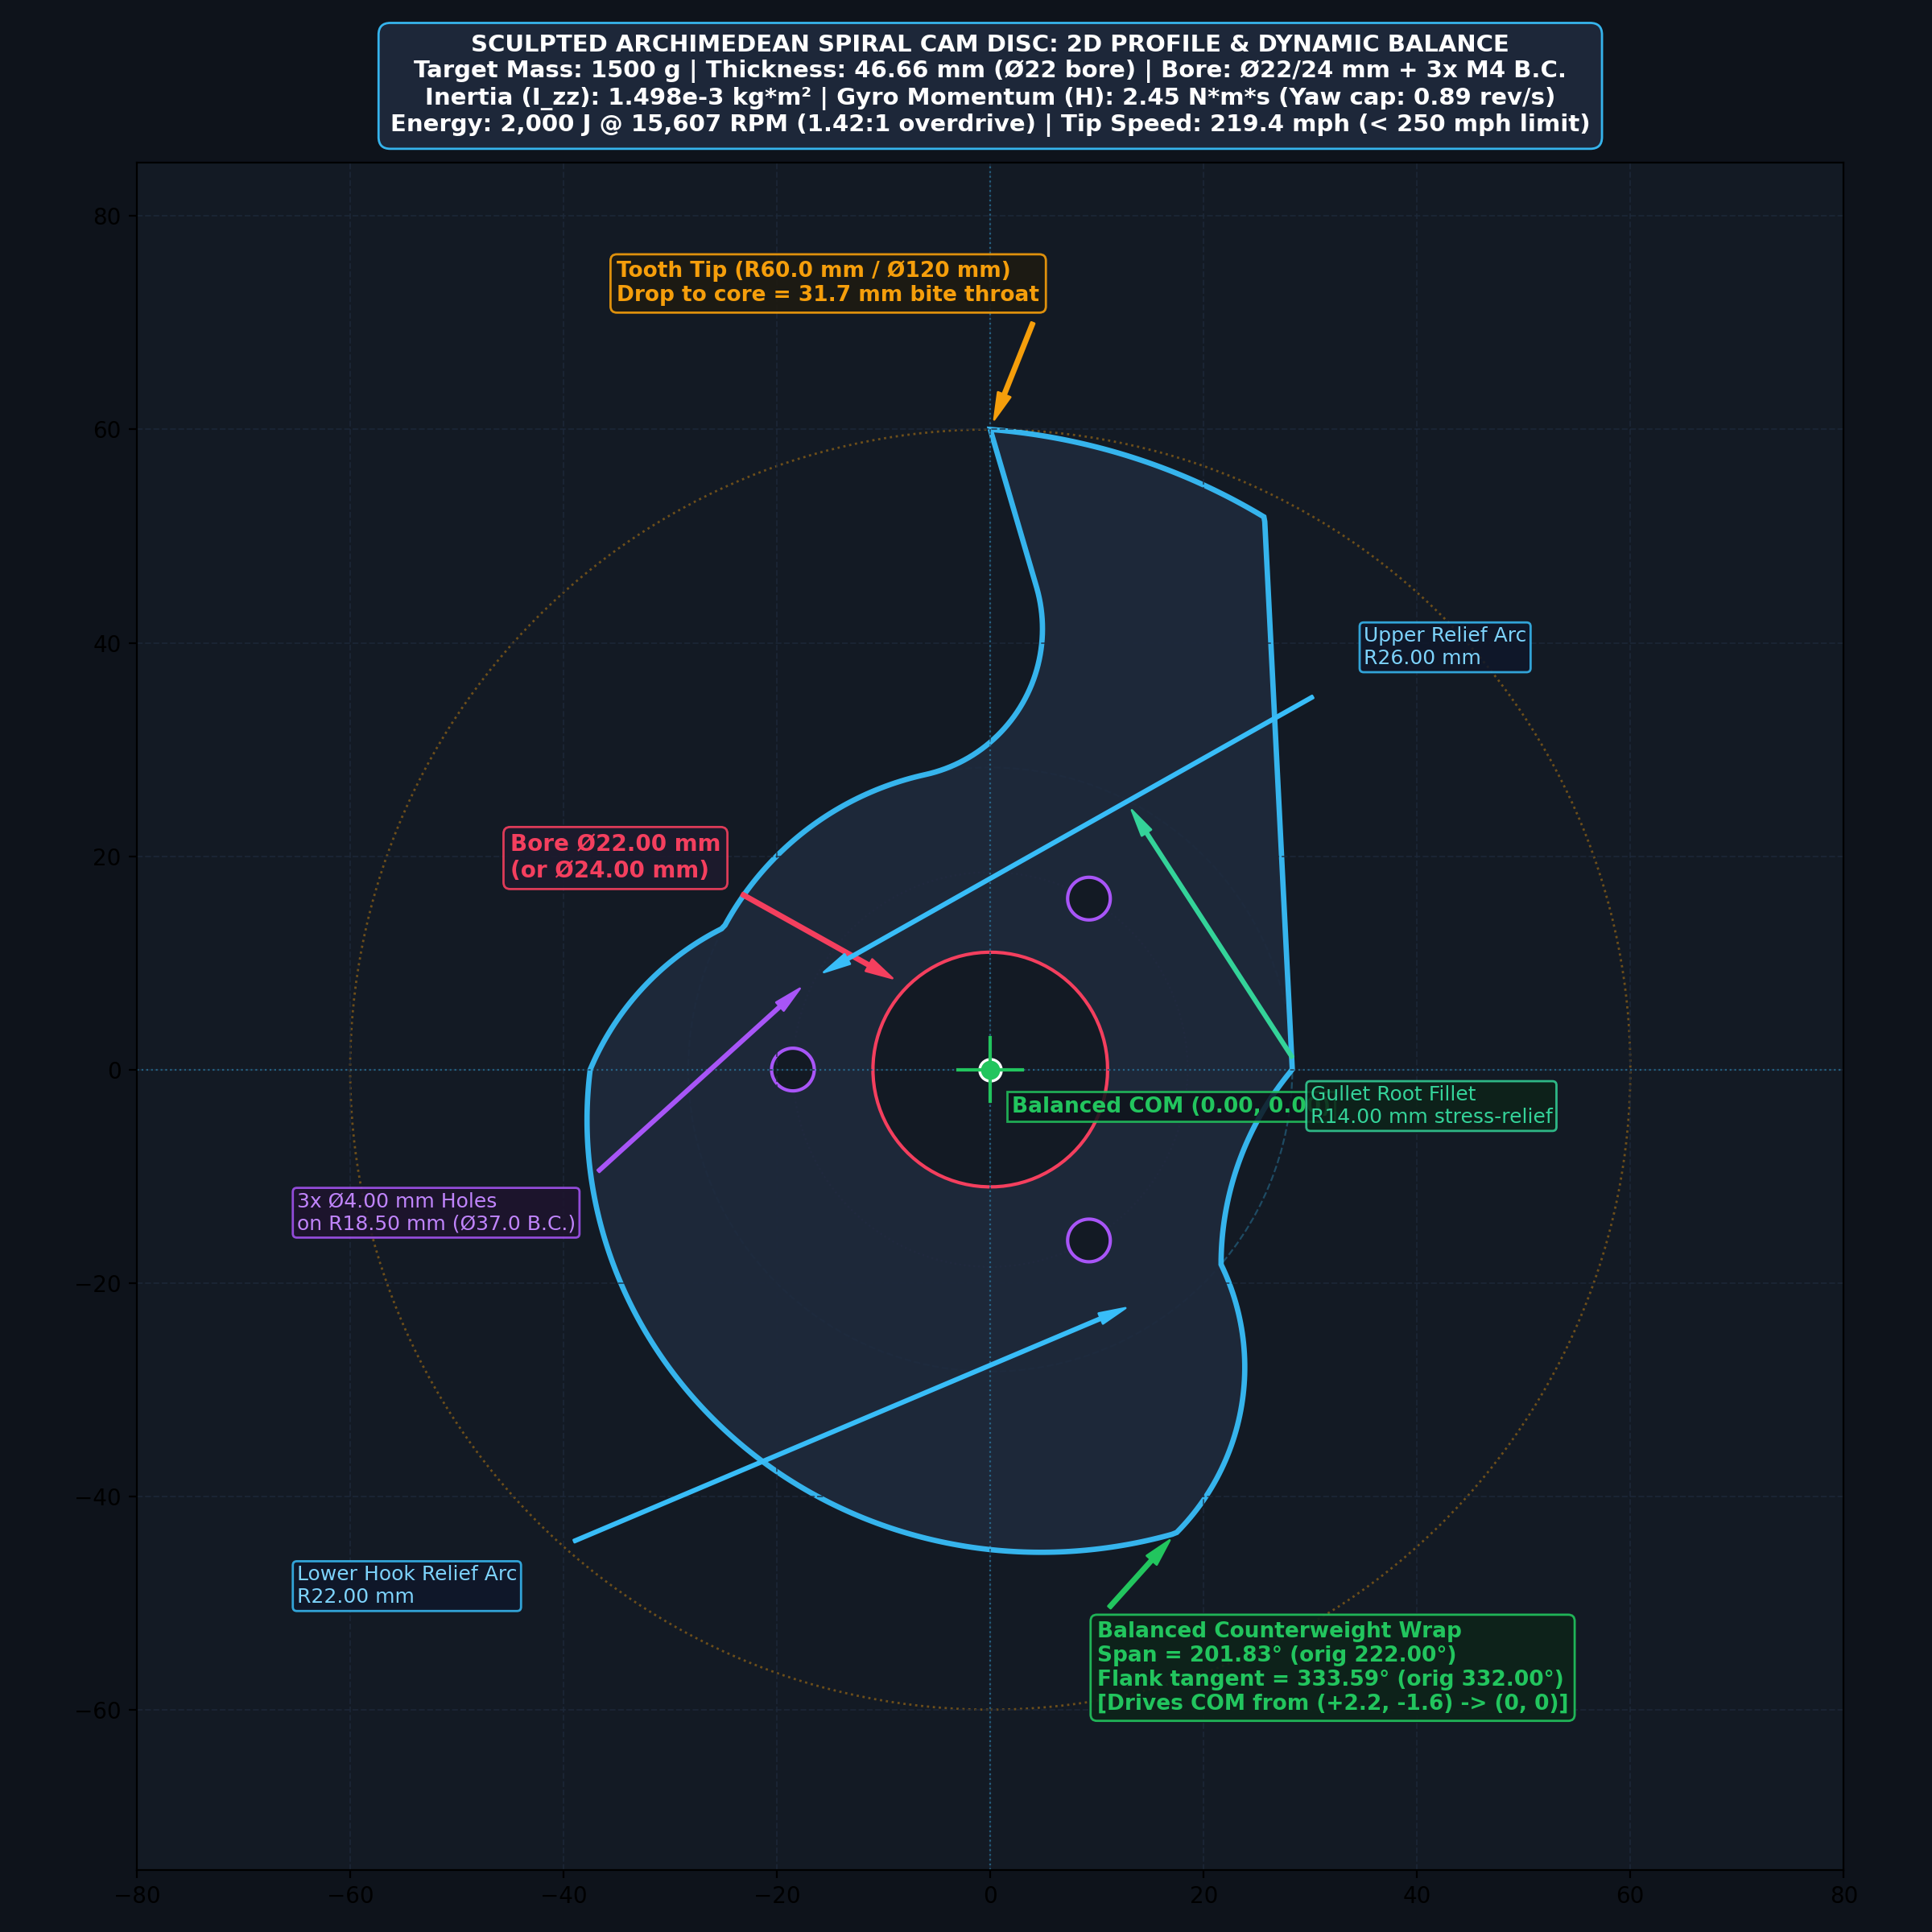 SCULPTED ARCHIMEDEAN SPIRAL CAM DISC: 2D PROFILE & DYNAMIC BALANCE
Target Mass: 1500 g | Thickness: 46.66 mm (Ø22 bore) | Bore: Ø22/24 mm + 3x M4 B.C.
Inertia (I_zz): 1.498e-3 kg*m² | Gyro Momentum (H): 2.45 N*m*s (Yaw cap: 0.89 rev/s)
Energy: 2,000 J @ 15,607 RPM (1.42:1 overdrive) | Tip Speed: 219.4 mph (< 250 mph limit)
80
Tooth Tip (R60.0 mm / Ø120 mm)
Drop to core = 31.7 mm bite throat
60
Upper Relief Arc
R26.00 mm
40
Bore Ø22.00 mm
(or Ø24.00 mm)
20
0
Balanced COM (0.00, 0.0
Gullet Root Fillet
R14.00 mm stress-relief
3x Ø4.00 mm Holes
on R18.50 mm (Ø37.0 B.C.)
−20
−40
Lower Hook Relief Arc
R22.00 mm
Balanced Counterweight Wrap
Span = 201.83° (orig 222.00°)
Flank tangent = 333.59° (orig 332.00°)
[Drives COM from (+2.2, -1.6) -> (0, 0)]
−60
−80 −60 −40 −20 0 20 40 60 80